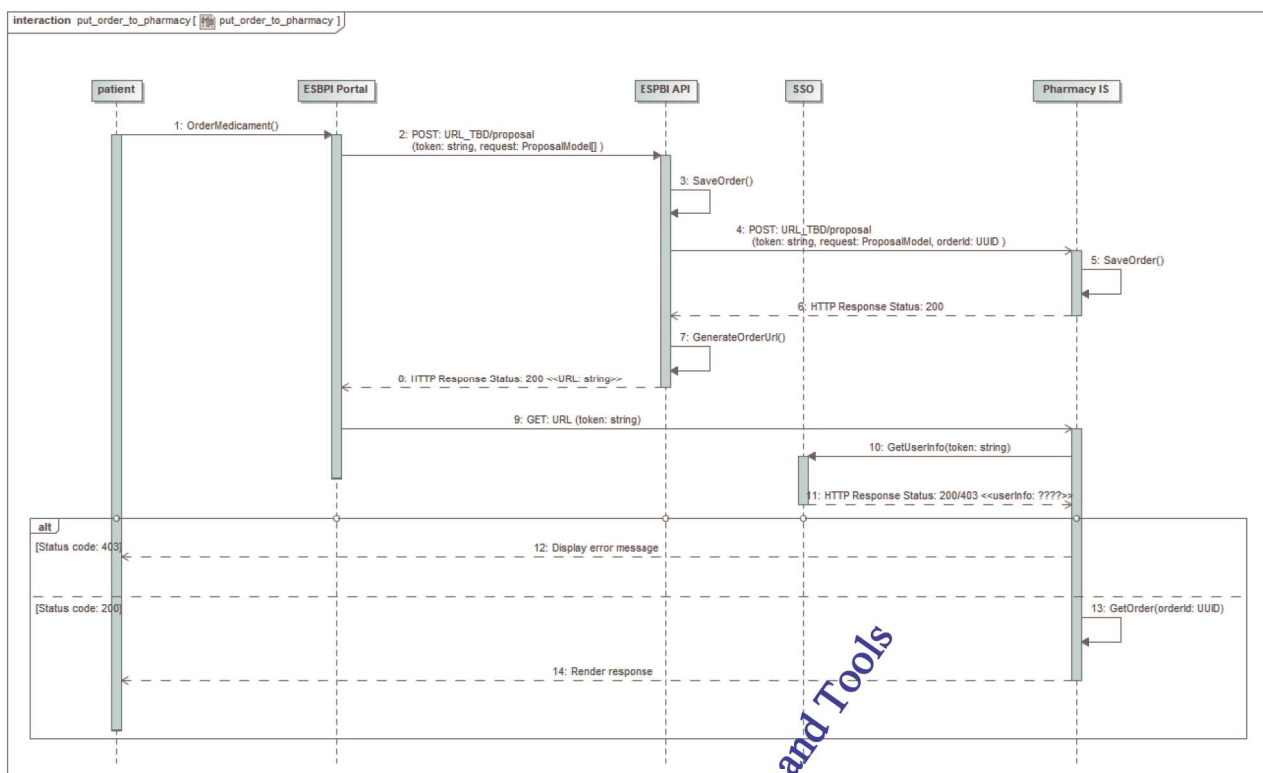 interaction put_order_to_pharmacy [ put_order_to_pharmacy ]
patient
ESBPI Portal
ESPBI API
SSO
Pharmacy IS
1: OrderMedicament()
2: POST: URL_TBD/proposal
(token: string, request: ProposalModel[] )
3: SaveOrder()
4: POST: URL_TBD/proposal
(token: string, request: ProposalModel, orderId: UUID )
5: SaveOrder()
6: HTTP Response Status: 200
7: GenerateOrderUrl()
HTTP Response Status: 200 <<URL: string>>
9: GET: URL (token: string)
10: GetUserInfo(token: string)
11: HTTP Response Status: 200/403 <<userInfo: ????>>
alt
[Status code: 403]
12: Display error message
[Status code: 200]
13: GetOrder(orderId: UUID)
14: Render response
and Tools